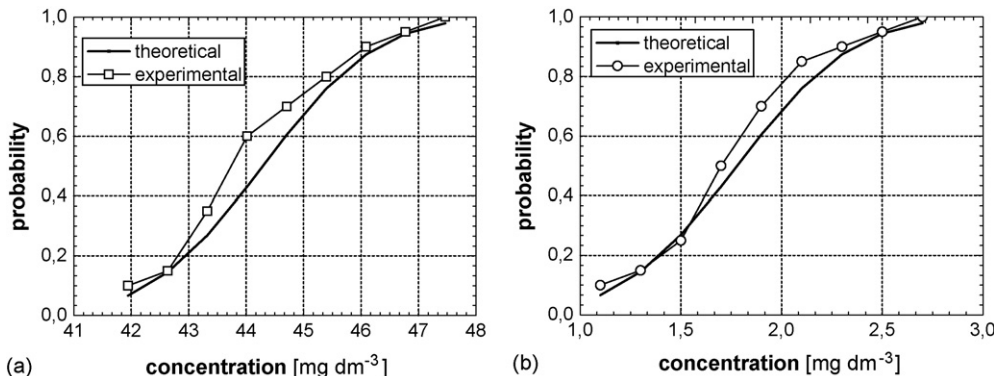 1,0
0,8
0,6
0,4
0,2
0,0
probability
theoretical
experimental
41 42 43 44 45 46 47 48
(a) concentration [mg dm-3]
1,0
0,8
0,6
0,4
0,2
0,0
probability
theoretical
experimental
1,0 1,5 2,0 2,5 3,0
(b) concentration [mg dm-3]